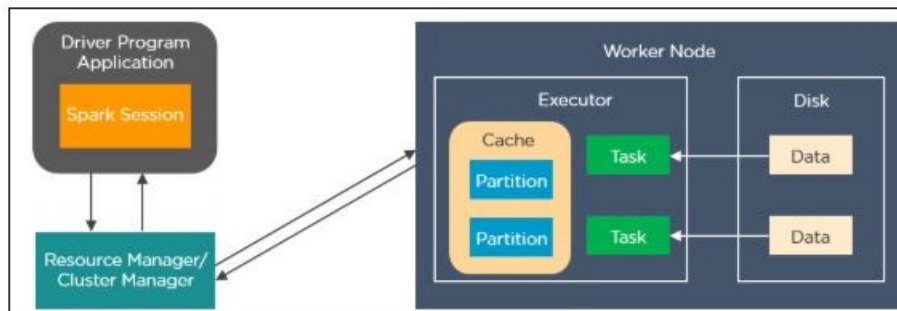 Driver Program
Application
Spark Session
Resource Manager/
Cluster Manager
Worker Node
Executor
Disk
Cache
Partition
Task
Data
Partition
Task
Data